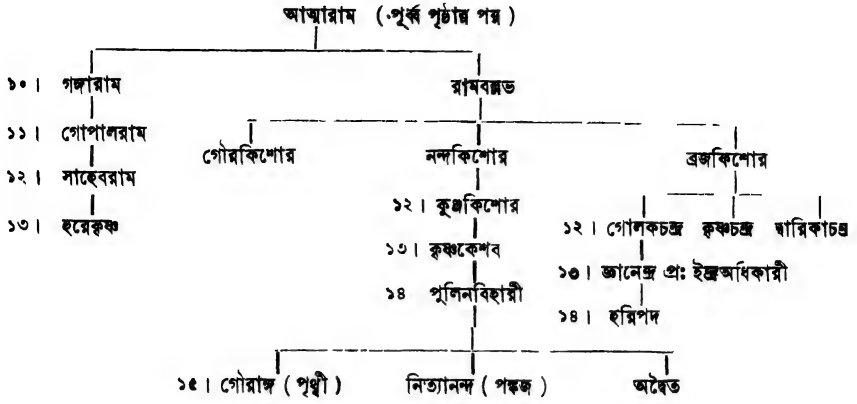 আত্মারাম (পূর্ব্ব পৃষ্ঠার পর)
১০। গঙ্গারাম রামবল্লভ
১১। গোপালরাম
গৌরকিশোর নন্দকিশোর ব্রজকিশোর
১২। সাহেবরাম
১২। কুঞ্জকিশোর
১৩। হরেকৃষ্ণ
১২। গোলকচন্দ্র কৃষ্ণচন্দ্র দ্বারিকাচন্দ্র
১৩। কৃষ্ণকেশব
১৩। জ্ঞানেন্দ্র প্রঃ ইন্দ্রঅধিকারী
১৪ পুলিনবিহারী
১৪। হরিপদ
১৫। গৌরাঙ্গ (পৃথ্বী) নিত্যানন্দ (পঙ্কজ) অদ্বৈত